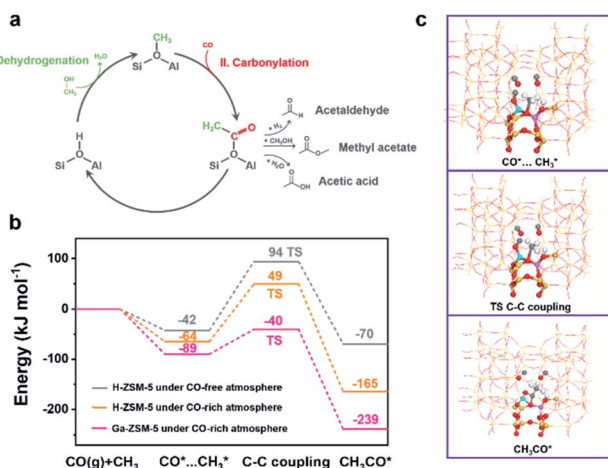 a
CH₃
Dehydrogenation
H₂O
O
Si Al
CO
II. Carbonylation
OH
CH₃
H
O
Si Al
H₃C
C
O
O
Si Al
+ H₂
O
H
Acetaldehyde
+ CH₃OH
O
O
Methyl acetate
+ H₂O
O
OH
Acetic acid
b
Energy (kJ mol⁻¹)
100
0
-100
-200
94 TS
49
TS
-40
TS
-42
-64
-89
-70
-165
-239
H-ZSM-5 under CO-free atmosphere
H-ZSM-5 under CO-rich atmosphere
Ga-ZSM-5 under CO-rich atmosphere
CO(g)+CH₃ CO*...CH₃* C-C coupling CH₃CO*
c
CO*... CH₃*
TS C-C coupling
CH₃CO*